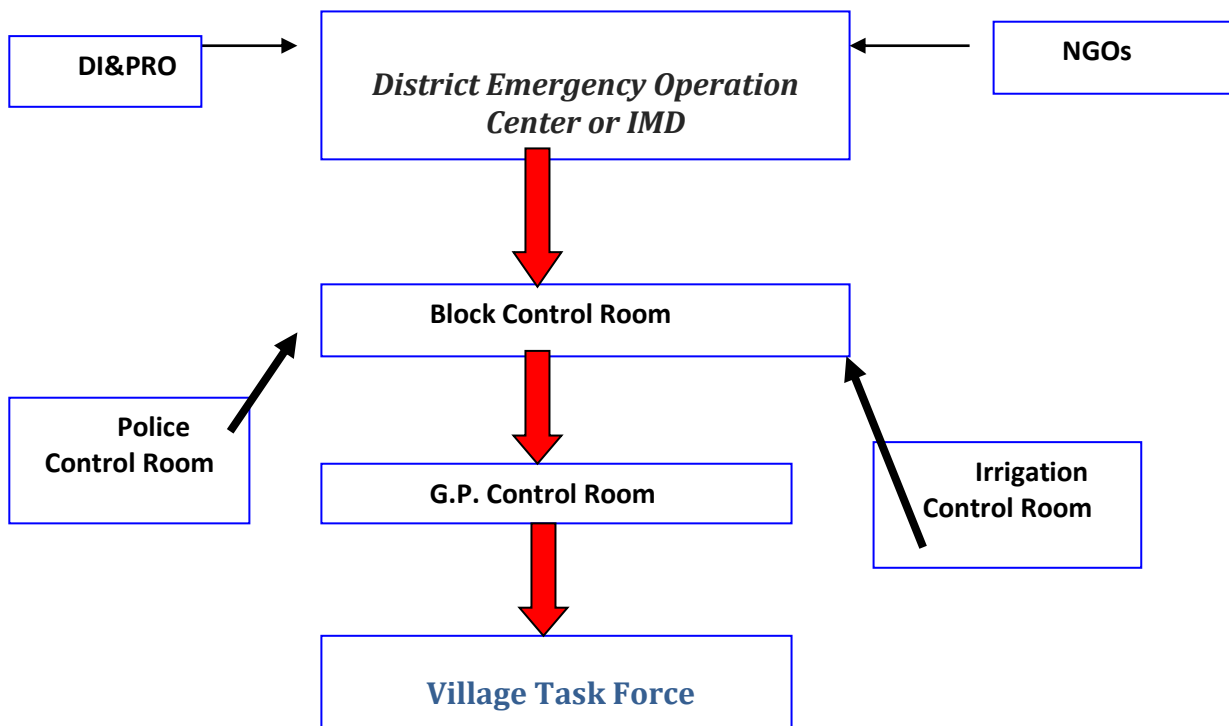 DI&PRO
NGOs
District Emergency Operation
Center or IMD
Block Control Room
Police
Control Room
G.P. Control Room
Irrigation
Control Room
Village Task Force